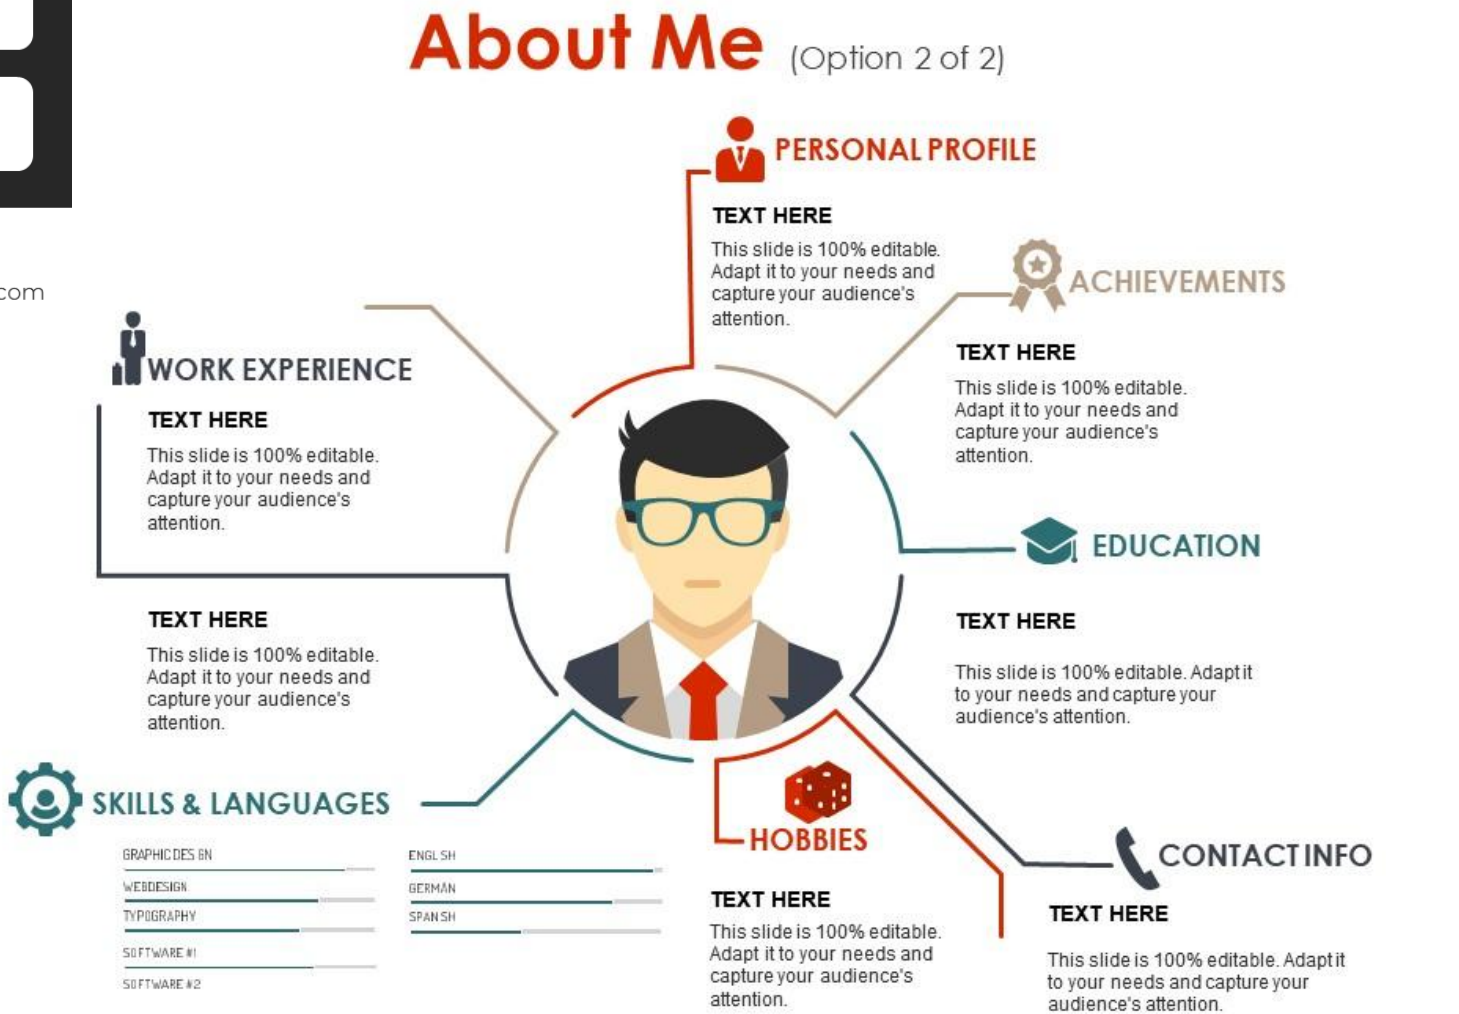 About Me (Option 2 of 2)
PERSONAL PROFILE
TEXT HERE
This slide is 100% editable.
Adapt it to your needs and
capture your audience's
attention.
ACHIEVEMENTS
TEXT HERE
This slide is 100% editable.
Adapt it to your needs and
capture your audience's
attention.
com
WORK EXPERIENCE
TEXT HERE
This slide is 100% editable.
Adapt it to your needs and
capture your audience's
attention.
EDUCATION
TEXT HERE
This slide is 100% editable. Adapt it
to your needs and capture your
audience's attention.
TEXT HERE
This slide is 100% editable.
Adapt it to your needs and
capture your audience's
attention.
SKILLS & LANGUAGES
GRAPHIC DES GN
WEBDESIGN
TYPOGRAPHY
SOFTWARE #1
SOFTWARE #2
ENGL SH
GERMAN
SPAN SH
HOBBIES
TEXT HERE
This slide is 100% editable.
Adapt it to your needs and
capture your audience's
attention.
CONTACT INFO
TEXT HERE
This slide is 100% editable. Adapt it
to your needs and capture your
audience's attention.